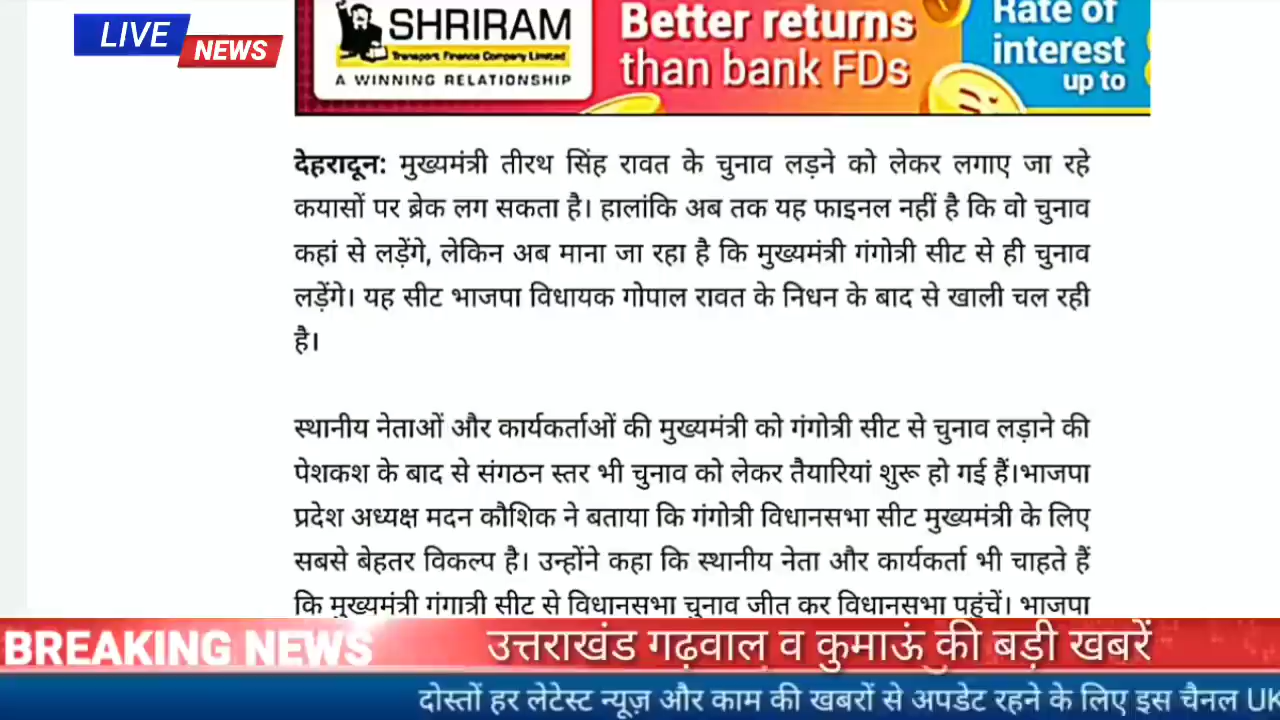 LIVE
NEWS
SHRIRAM
Transport Finance Company Limited
A WINNING RELATIONSHIP
Better returns
than bank FDs
Rate of
interest
up to
देहरादून: मुख्यमंत्री तीरथ सिंह रावत के चुनाव लड़ने को लेकर लगाए जा रहे
कयासों पर ब्रेक लग सकता है। हालांकि अब तक यह फाइनल नहीं है कि वो चुनाव
कहां से लड़ेंगे, लेकिन अब माना जा रहा है कि मुख्यमंत्री गंगोत्री सीट से ही चुनाव
लड़ेंगे। यह सीट भाजपा विधायक गोपाल रावत के निधन के बाद से खाली चल रही
है।
स्थानीय नेताओं और कार्यकर्ताओं की मुख्यमंत्री को गंगोत्री सीट से चुनाव लड़ाने की
पेशकश के बाद से संगठन स्तर भी चुनाव को लेकर तैयारियां शुरू हो गई हैं।भाजपा
प्रदेश अध्यक्ष मदन कौशिक ने बताया कि गंगोत्री विधानसभा सीट मुख्यमंत्री के लिए
सबसे बेहतर विकल्प है। उन्होंने कहा कि स्थानीय नेता और कार्यकर्ता भी चाहते हैं
कि मुख्यमंत्री गंगात्री सीट से विधानसभा चुनाव जीत कर विधानसभा पहुंचें। भाजपा
BREAKING NEWS
उत्तराखंड गढ़वाल व कुमाऊं की बड़ी खबरें
दोस्तों हर लेटेस्ट न्यूज़ और काम की खबरों से अपडेट रहने के लिए इस चैनल UK